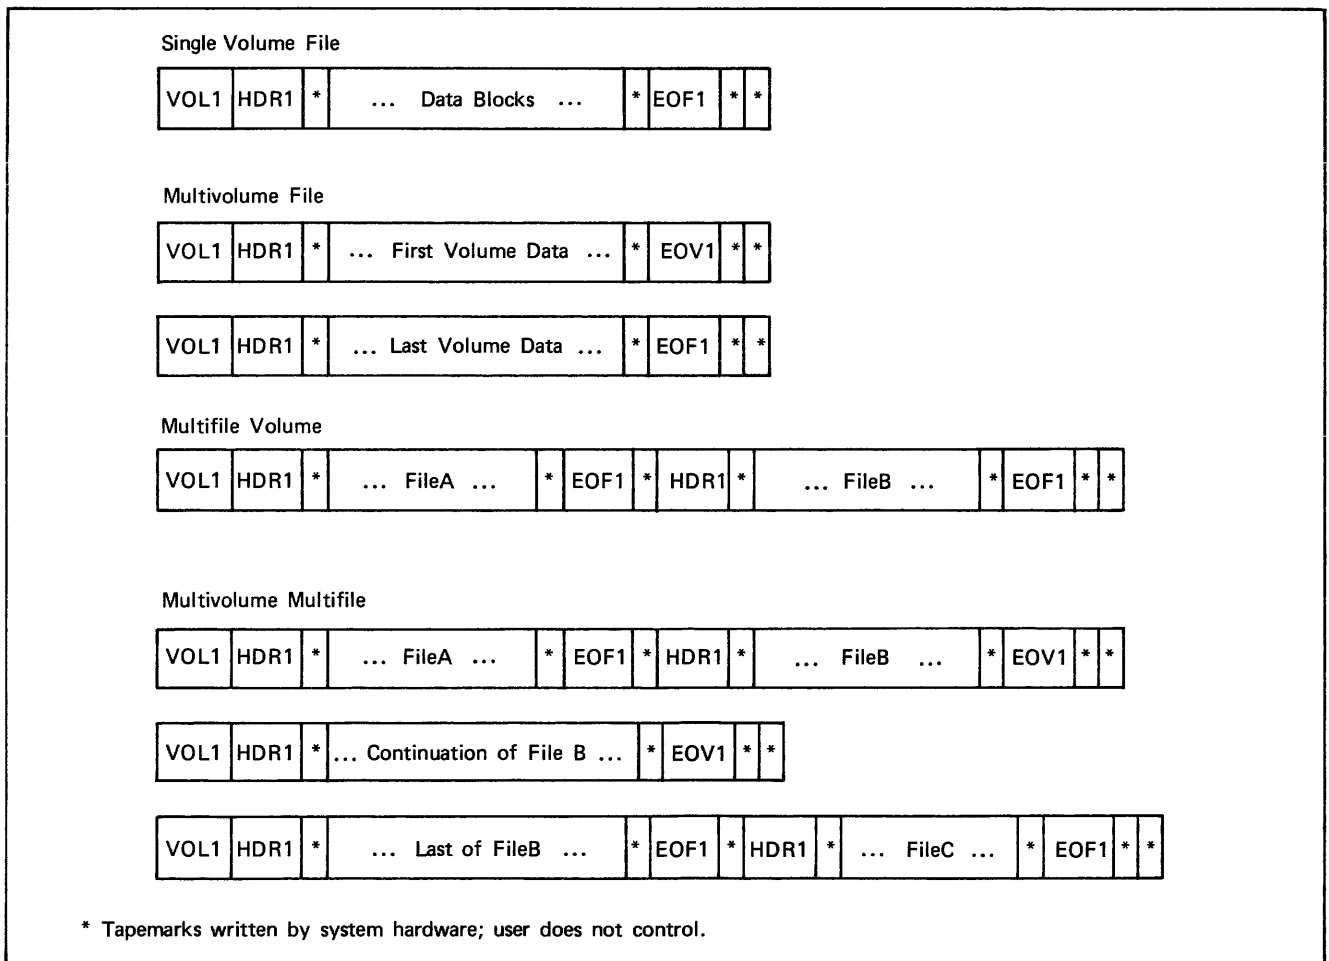 Single Volume File
VOL1 HDR1 * ... Data Blocks ... * EOF1 * *
Multivolume File
VOL1 HDR1 * ... First Volume Data ... * EOV1 * *
VOL1 HDR1 * ... Last Volume Data ... * EOF1 * *
Multifile Volume
VOL1 HDR1 * ... FileA ... * EOF1 * HDR1 * ... FileB ... * EOF1 * *
Multivolume Multifile
VOL1 HDR1 * ... FileA ... * EOF1 * HDR1 * ... FileB ... * EOV1 * *
VOL1 HDR1 * ... Continuation of File B ... * EOV1 * *
VOL1 HDR1 * ... Last of FileB ... * EOF1 * HDR1 * ... FileC ... * EOF1 * *
* Tapemarks written by system hardware; user does not control.